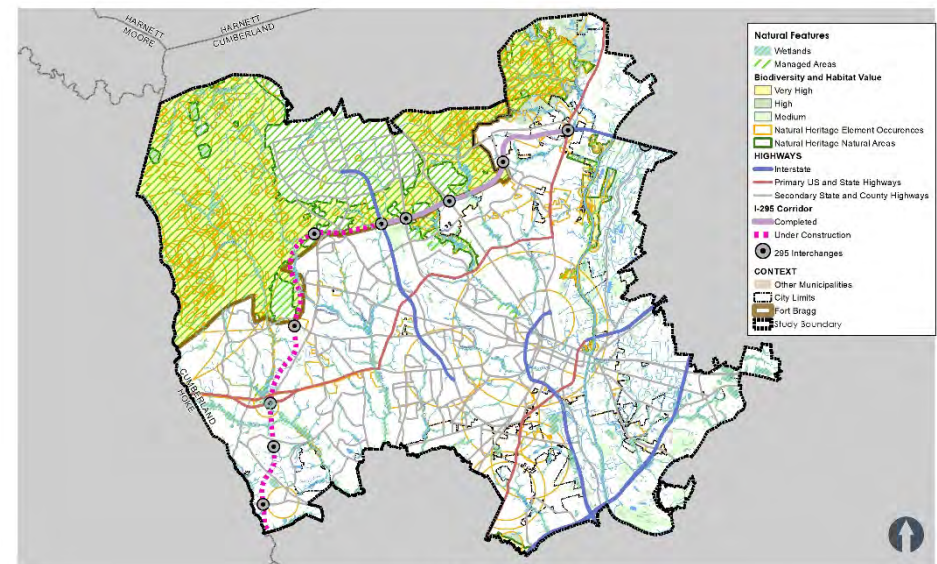 HARNETT
MOORE
HARNETT
CUMBERLAND
CUMBERLAND
HOKE
Natural Features
Wetlands
Managed Areas
Biodiversity and Habitat Value
Very High
High
Medium
Natural Heritage Element Occurences
Natural Heritage Natural Areas
HIGHWAYS
Interstate
Primary US and State Highways
Secondary State and County Highways
I-295 Corridor
Completed
Under Construction
295 Interchanges
CONTEXT
Other Municipalities
City Limits
Fort Bragg
Study Boundary